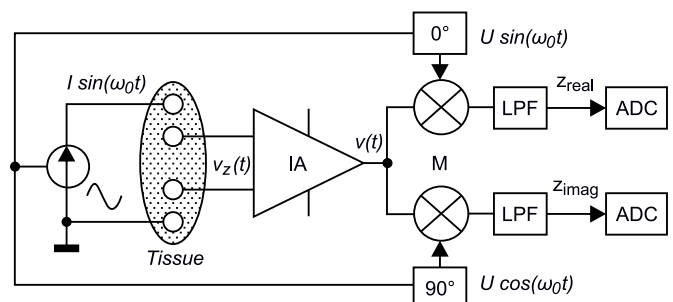 0°
U sin(ω0t)
I sin(ω0t)
zreal
LPF
ADC
v(t)
IA
vz(t)
M
zimag
LPF
ADC
Tissue
90°
U cos(ω0t)